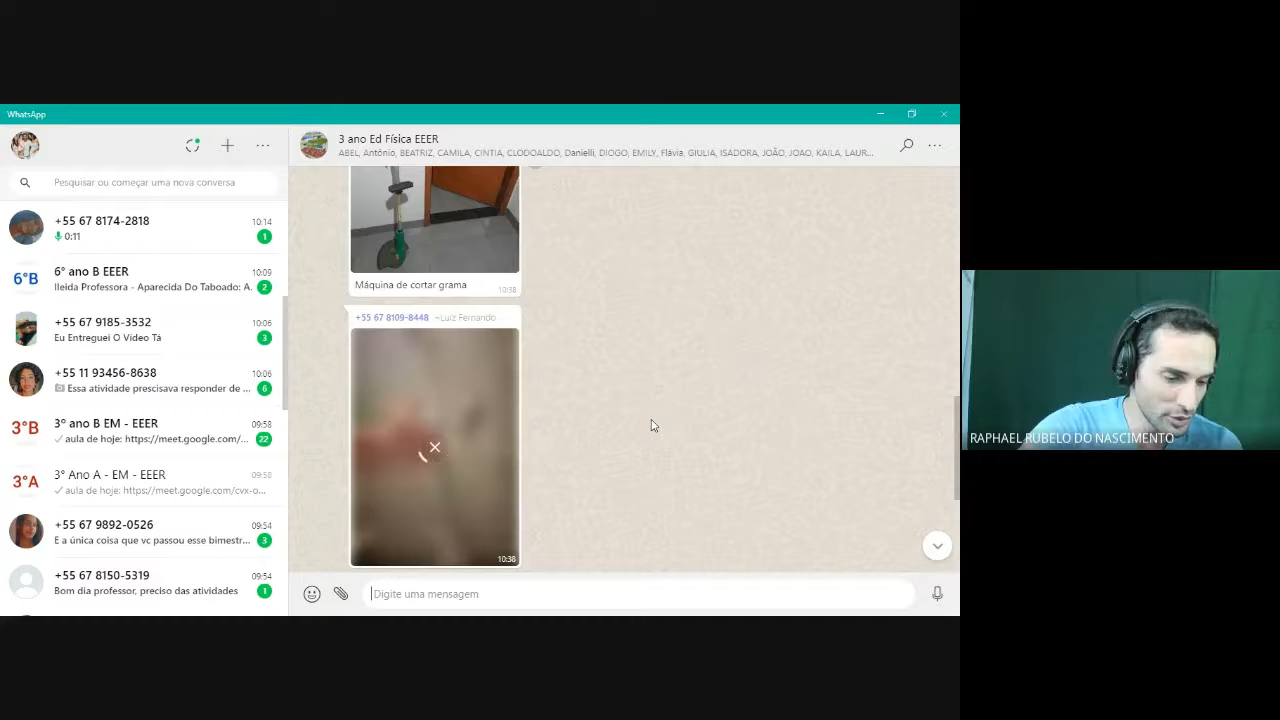 WhatsApp
Pesquisar ou começar uma nova conversa
+55 67 8174-2818
10:14
0:11
1
6°B
6° ano B EEER
10:09
Ileida Professora - Aparecida Do Taboado: A.
2
+55 67 9185-3532
10:06
Eu Entreguei O Vídeo Tá
3
+55 11 93456-8638
10:06
Essa atividade prescisava responder de ...
6
3°B
3° ano B EM - EEER
09:58
aula de hoje: https://meet.google.com/...
22
3°A
3° Ano A - EM - EEER
09:58
aula de hoje: https://meet.google.com/cvx-o...
+55 67 9892-0526
09:54
E a única coisa que vc passou esse bimestr...
3
+55 67 8150-5319
09:54
Bom dia professor, preciso das atividades
1
3 ano Ed Física EEER
ABEL, Antônio, BEATRIZ, CAMILA, CINTIA, CLODOALDO, Danielli, DIOGO, EMILY, Flávia, GIULIA, ISADORA, JOÃO, JOAO, KAILA, LAUR...
Máquina de cortar grama
10:38
+55 67 8109-8448 ~Luiz Fernando
10:38
Digite uma mensagem
RAPHAEL RUBELO DO NASCIMENTO